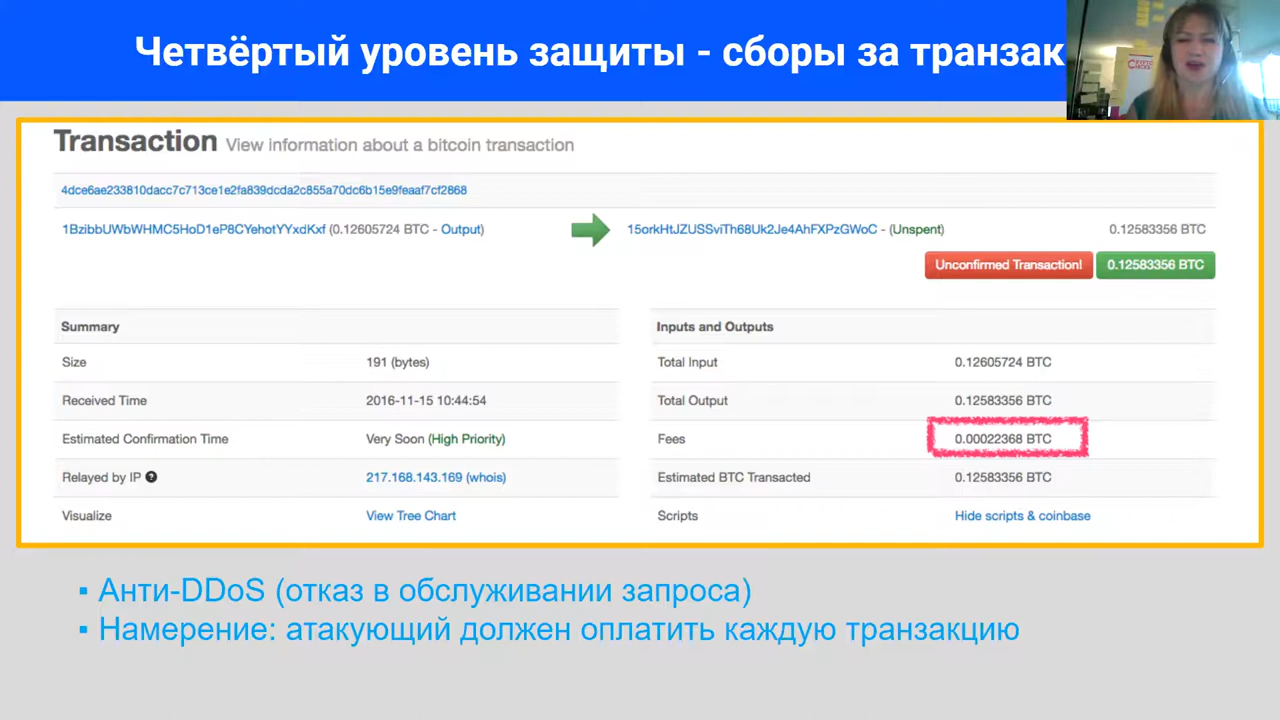 Четвёртый уровень защиты - сборы за транзак
Transaction View information about a bitcoin transaction
4dce6ae233810dacc7c713ce1e2fa839dcda2c855a70dc6b15e9feaaf7cf2868
1BzibbUWbWHMC5HoD1eP8CYehotYYxdKxf (0.12605724 BTC - Output) 15orkHtJZUSSviTh68Uk2Je4AhFXPzGWoC - (Unspent) 0.12583356 BTC
Unconfirmed Transaction! 0.12583356 BTC
Summary
Size 191 (bytes)
Received Time 2016-11-15 10:44:54
Estimated Confirmation Time Very Soon (High Priority)
Relayed by IP 217.168.143.169 (whois)
Visualize View Tree Chart
Inputs and Outputs
Total Input 0.12605724 BTC
Total Output 0.12583356 BTC
Fees 0.00022368 BTC
Estimated BTC Transacted 0.12583356 BTC
Scripts Hide scripts & coinbase
▪ Анти-DDoS (отказ в обслуживании запроса)
▪ Намерение: атакующий должен оплатить каждую транзакцию